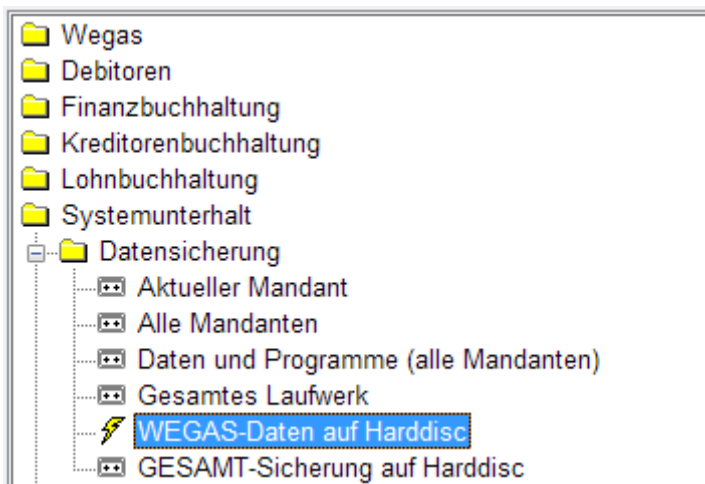 Wegas
Debitoren
Finanzbuchhaltung
Kreditorenbuchhaltung
Lohnbuchhaltung
Systemunterhalt
Datensicherung
Aktueller Mandant
Alle Mandanten
Daten und Programme (alle Mandanten)
Gesamtes Laufwerk
WEGAS-Daten auf Harddisc
GESAMT-Sicherung auf Harddisc